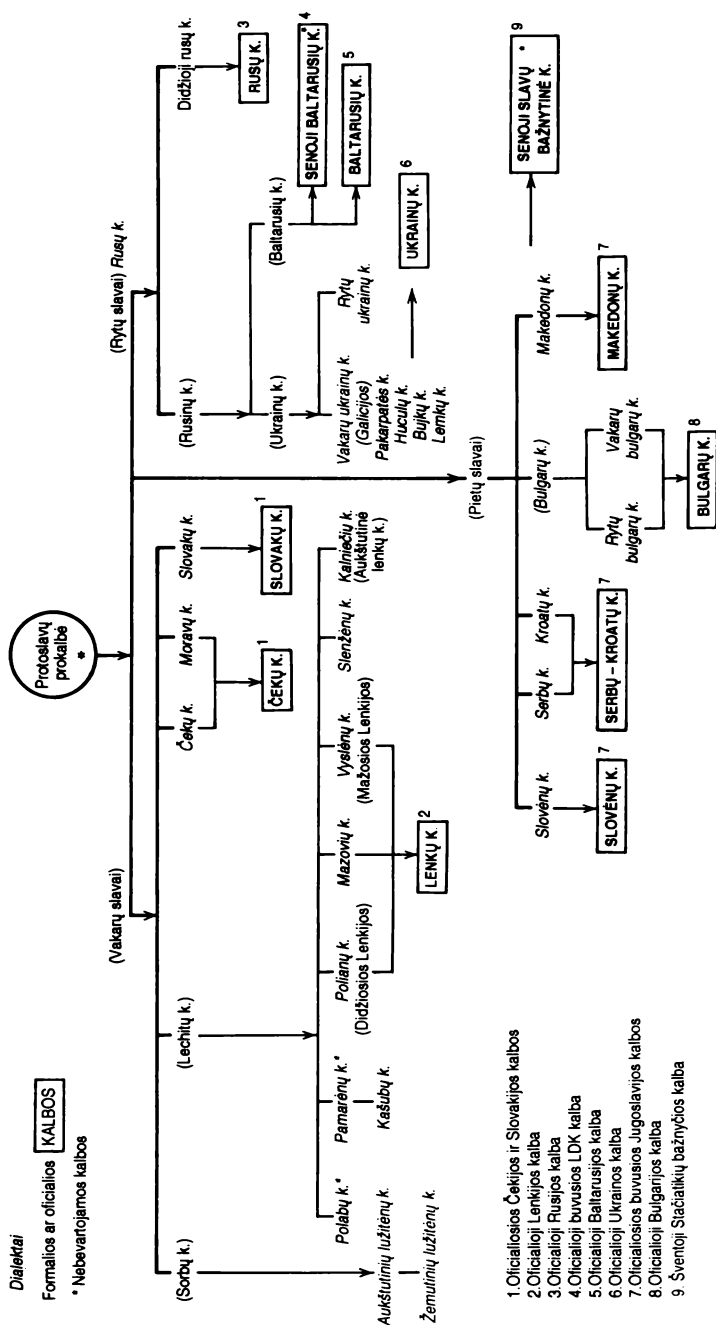 Dialektai
Formalios ar oficialios KALBOS
* Nebevartojamos kalbos
Protoslavų
prokalbė
*
(Vakarų slavai)
(Rytų slavai) Rusų k.
(Sorbų k.)
(Lechitų k.)
Čekų k.
Moravų k.
Slovakų k.
ČEKŲ K. 1
SLOVAKŲ K. 1
(Rusinų k.)
Didžioji rusų k.
RUSŲ K. 3
(Ukrainų k.)
(Baltarusių k.)
SENOJI BALTARUSIŲ K.* 4
BALTARUSIŲ K. 5
Aukštutinių lužitėnų k.
Žemutinių lužitėnų k.
Polabų k.*
Pamarėnų k.*
Kašubų k.
Polianų k.
(Didžiosios Lenkijos)
Mazovių k.
Vyslėnų k.
(Mažosios Lenkijos)
Slenžėnų k.
Kalniečių k.
(Aukštutinė
lenkų k.)
LENKŲ K. 2
Vakarų ukrainų k.
(Galicijos)
Pakarpatės k.
Huculų k.
Bujkų k.
Lemkų k.
Rytų
ukrainų k.
UKRAINŲ K. 6
(Pietų slavai)
Slovėnų k.
Serbų k.
Kroatų k.
(Bulgarų k.)
Makedonų k.
SENOJI SLAVŲ *
BAŽNYTINĖ K. 9
SLOVĖNŲ K. 7
SERBŲ – KROATŲ K. 7
Rytų
bulgarų k.
Vakarų
bulgarų k.
MAKEDONŲ K. 7
BULGARŲ K. 8
1.Oficialiosios Čekijos ir Slovakijos kalbos
2.Oficialioji Lenkijos kalba
3.Oficialioji Rusijos kalba
4.Oficialioji buvusios LDK kalba
5.Oficialioji Baltarusijos kalba
6.Oficialioji Ukrainos kalba
7.Oficialiosios buvusios Jugoslavijos kalbos
8.Oficialioji Bulgarijos kalba
9. Šventoji Stačiatikių bažnyčios kalba